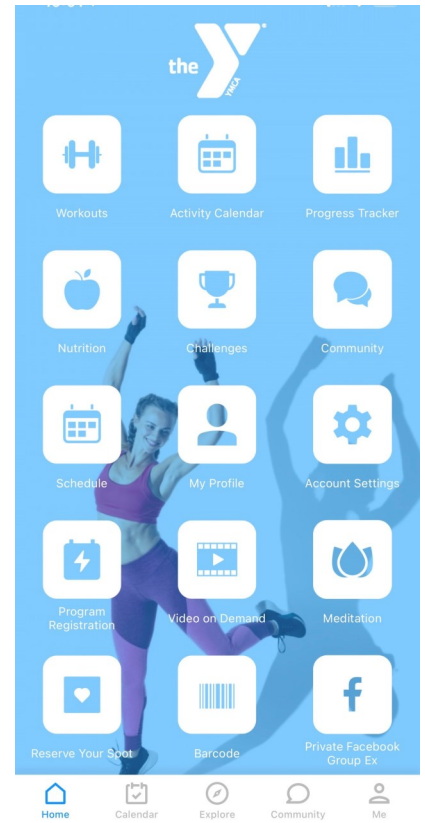 the
YMCA
Workouts
Activity Calendar
Progress Tracker
Nutrition
Challenges
Community
Schedule
My Profile
Account Settings
Program
Registration
Video on Demand
Meditation
Reserve Your Spot
Barcode
Private Facebook
Group Ex
Home
Calendar
Explore
Community
Me